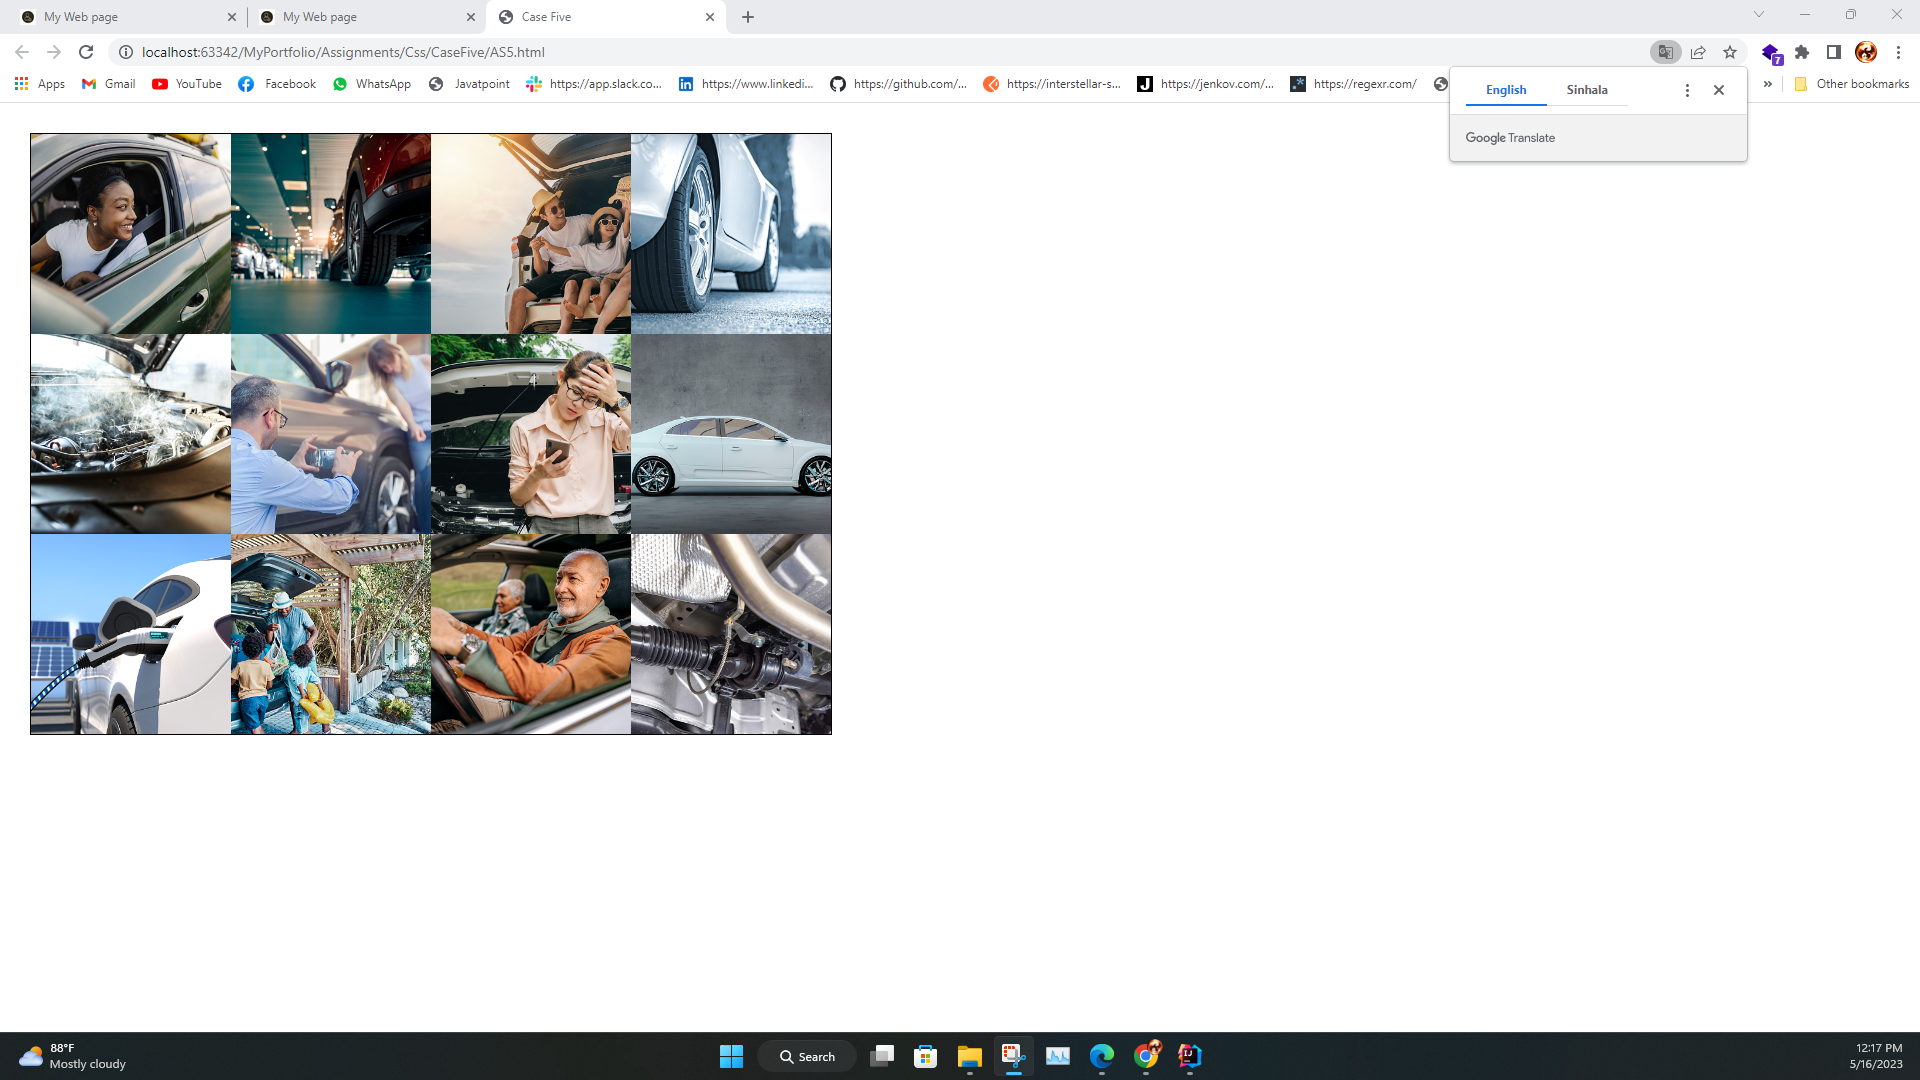 My Web page
My Web page
Case Five
localhost:63342/MyPortfolio/Assignments/Css/CaseFive/AS5.html
7
Apps
Gmail
YouTube
Facebook
WhatsApp
Javatpoint
https://app.slack.co...
https://www.linkedi...
https://github.com/...
https://interstellar-s...
https://jenkov.com/...
https://regexr.com/
»
Other bookmarks
English
Sinhala
Google Translate
88°F
Mostly cloudy
Search
12:17 PM
5/16/2023